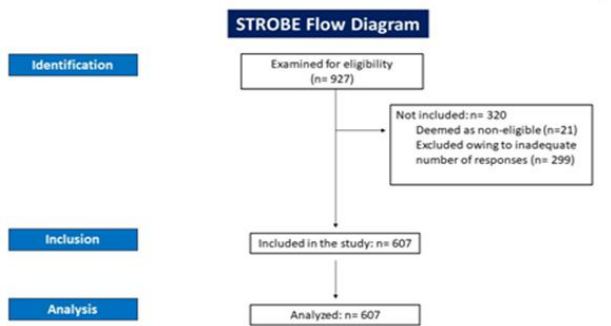 STROBE Flow Diagram
Identification
Examined for eligibility
(n= 927)
Not included: n= 320
Deemed as non-eligible (n=21)
Excluded owing to inadequate
number of responses (n= 299)
Inclusion
Included in the study: n= 607
Analysis
Analyzed: n= 607